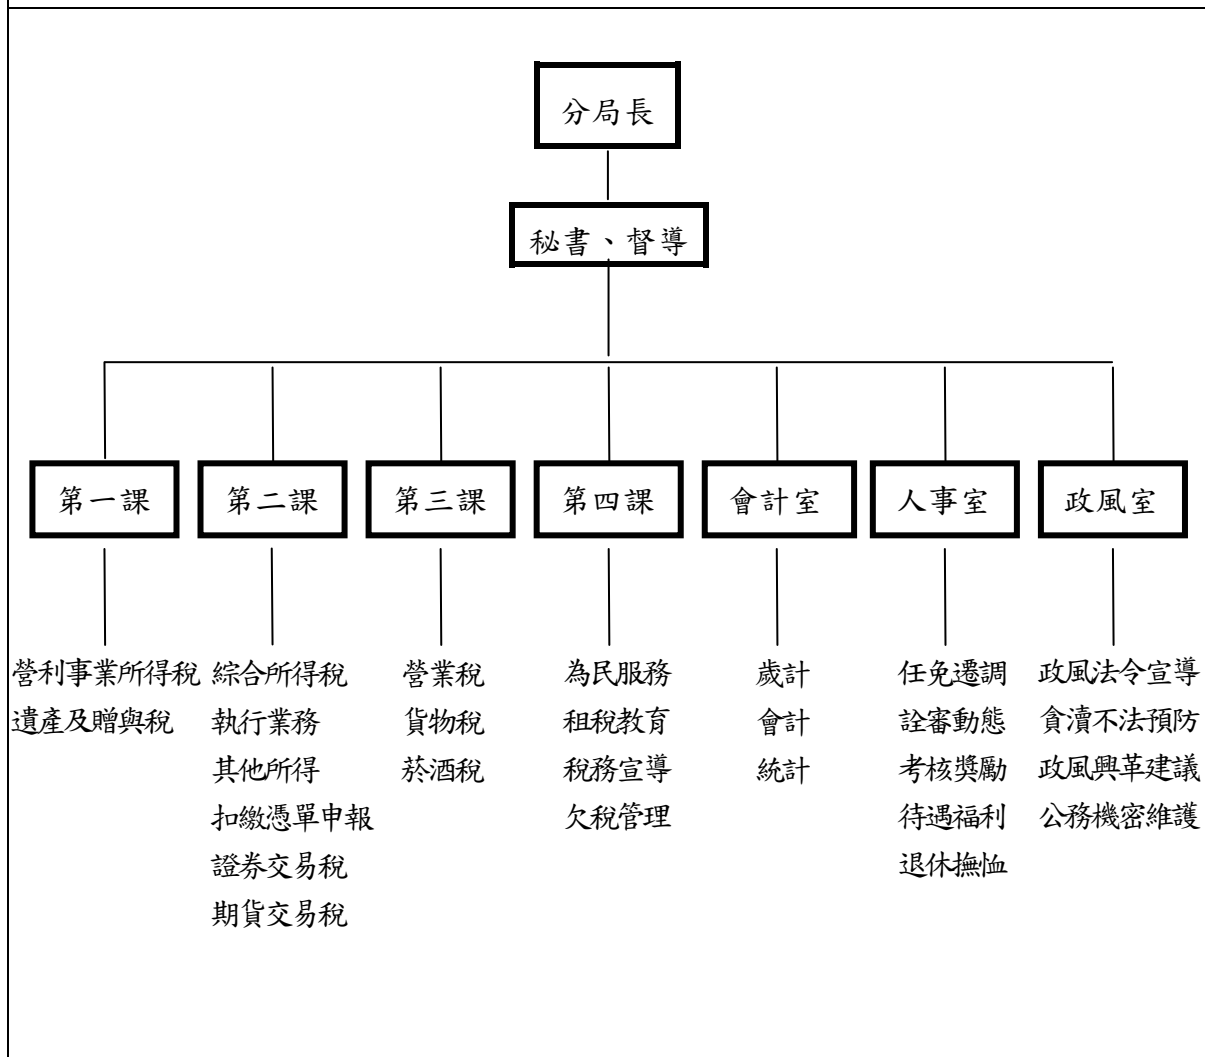 分局長
秘書、督導
第一課
第二課
第三課
第四課
會計室
人事室
政風室
營利事業所得稅
遺產及贈與稅
綜合所得稅
執行業務
其他所得
扣繳憑單申報
證券交易稅
期貨交易稅
營業稅
貨物稅
菸酒稅
為民服務
租稅教育
稅務宣導
欠稅管理
歲計
會計
統計
任免遷調
詮審動態
考核獎勵
待遇福利
退休撫恤
政風法令宣導
貪瀆不法預防
政風興革建議
公務機密維護